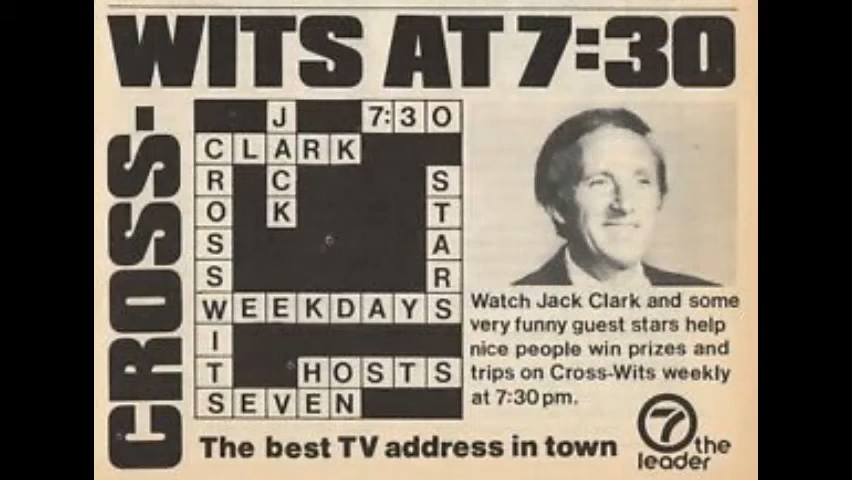 WITS AT 7:30
CROSS-
J 7:30
CLARK
R C S
O K T
S A
S R
WEEKDAYS
I
T HOSTS
SEVEN
Watch Jack Clark and some
very funny guest stars help
nice people win prizes and
trips on Cross-Wits weekly
at 7:30 pm.
The best TV address in town
7 the
leader